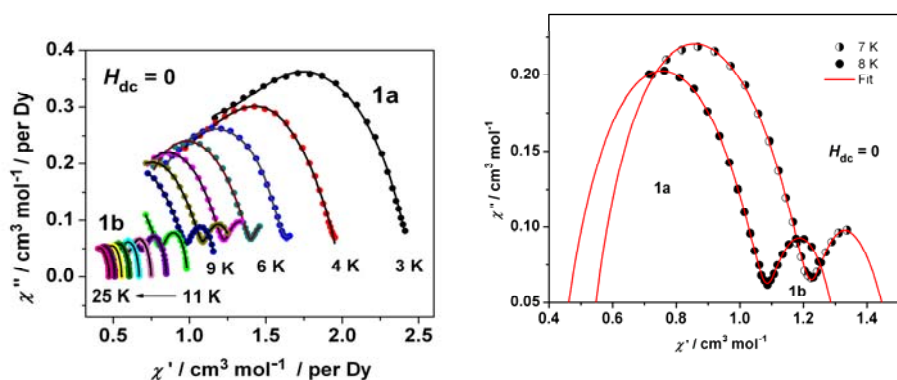 H_dc = 0
1a
1b
9 K
6 K
4 K
3 K
25 K ← 11 K
0.4
0.3
0.2
0.1
0.0
0.5
1.0
1.5
2.0
2.5
χ'' / cm³ mol⁻¹ / per Dy
χ' / cm³ mol⁻¹ / per Dy
7 K
8 K
Fit
H_dc = 0
1a
1b
0.20
0.15
0.10
0.05
0.4
0.6
0.8
1.0
1.2
1.4
χ'' / cm³ mol⁻¹
χ' / cm³ mol⁻¹